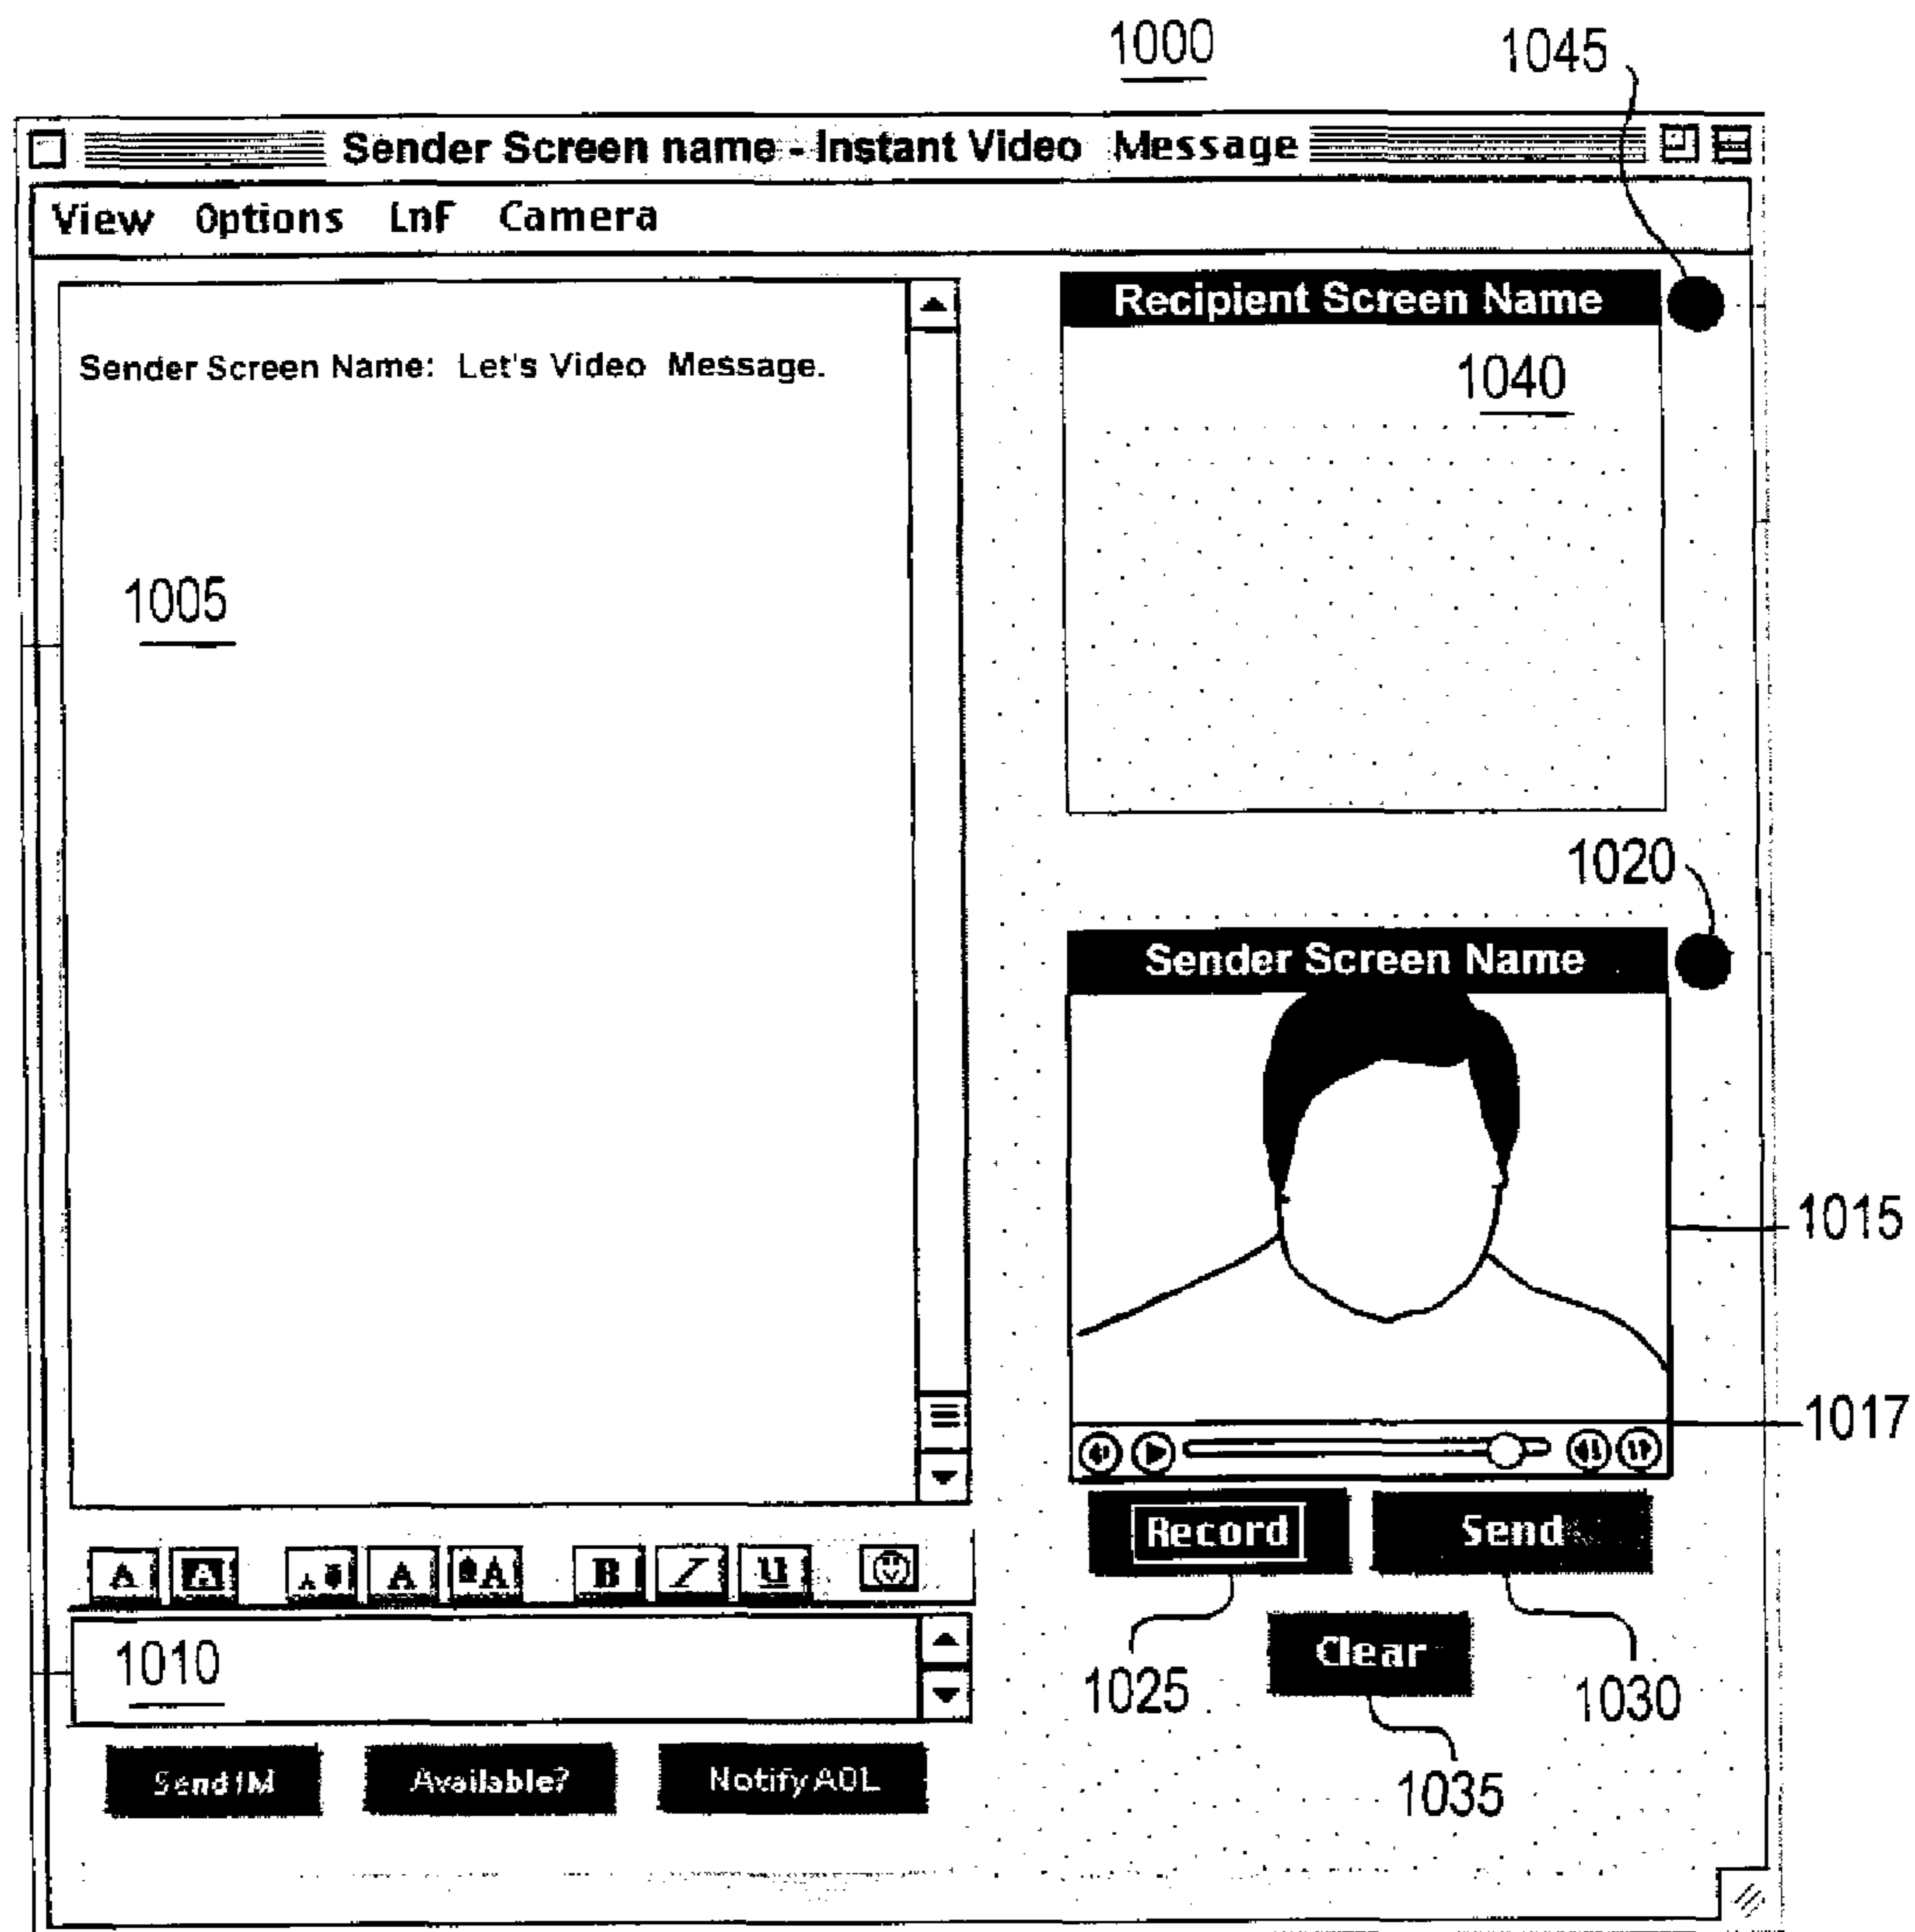 1000
1045
Sender Screen name - Instant Video Message
View Options LnF Camera
Recipient Screen Name
1040
Sender Screen Name: Let's Video Message.
1005
1020
Sender Screen Name
1015
1017
Record Send
A A A A A B I U
1010
Clear
1025
1030
Send IM Available? Notify AOL
1035